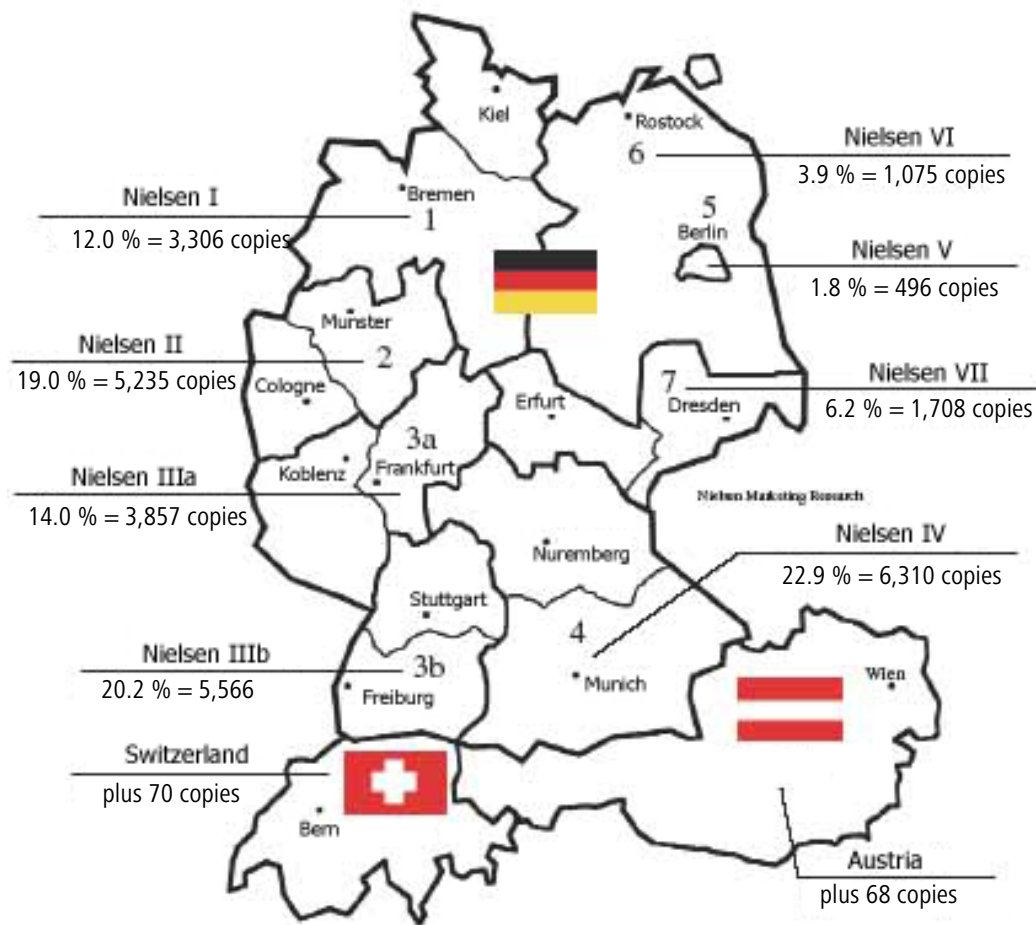 Kiel
Rostock
Nielsen VI
6
3.9 % = 1,075 copies
Nielsen I
Bremen
1
12.0 % = 3,306 copies
5
Berlin
Nielsen V
1.8 % = 496 copies
Munster
Nielsen II
2
19.0 % = 5,235 copies
Cologne
Erfurt
7
Dresden
Nielsen VII
6.2 % = 1,708 copies
3a
Koblenz
Frankfurt
Nielsen IIIa
14.0 % = 3,857 copies
Nielsen Marketing Research
Nuremberg
Nielsen IV
22.9 % = 6,310 copies
Stuttgart
4
Nielsen IIIb
3b
20.2 % = 5,566
Freiburg
Munich
Wien
Switzerland
plus 70 copies
Bern
Austria
plus 68 copies